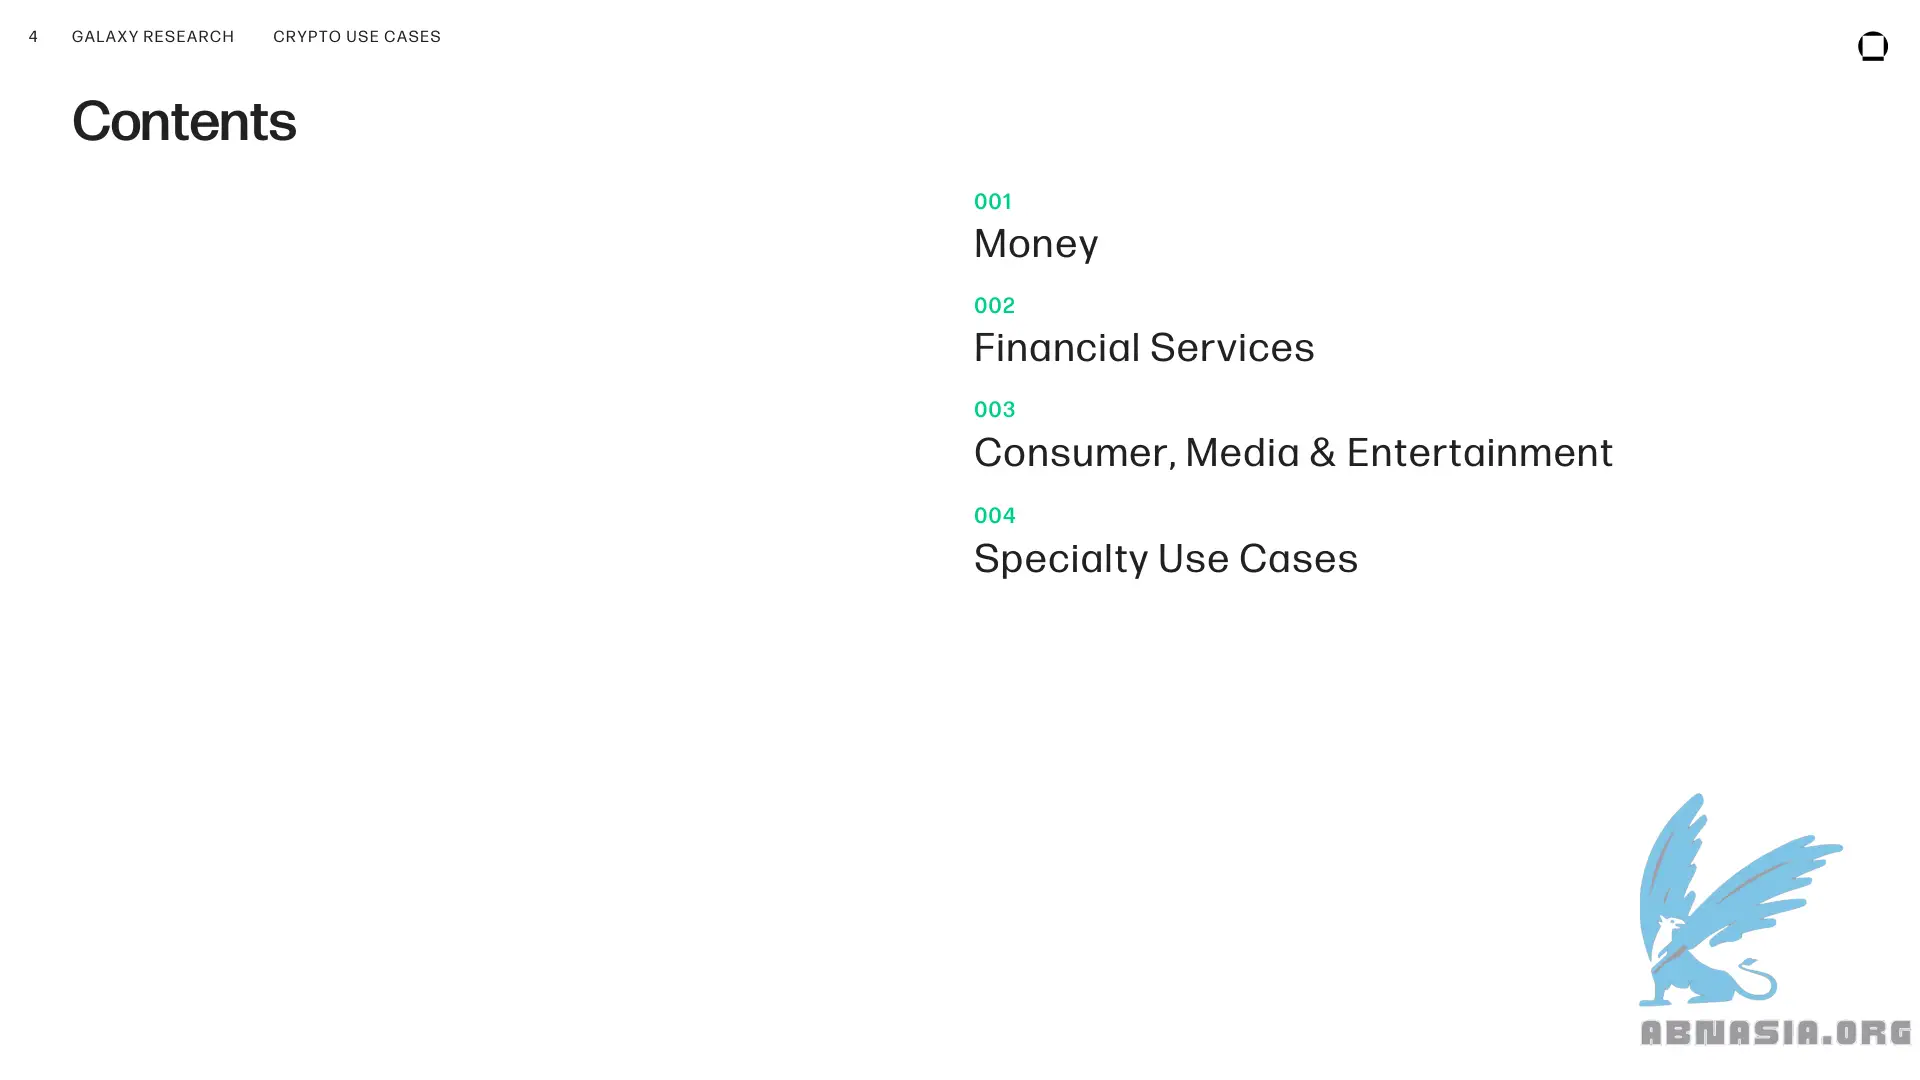 4 GALAXY RESEARCH CRYPTO USE CASES
Contents
001
Money
002
Financial Services
003
Consumer, Media & Entertainment
004
Specialty Use Cases
ABNASIA.ORG